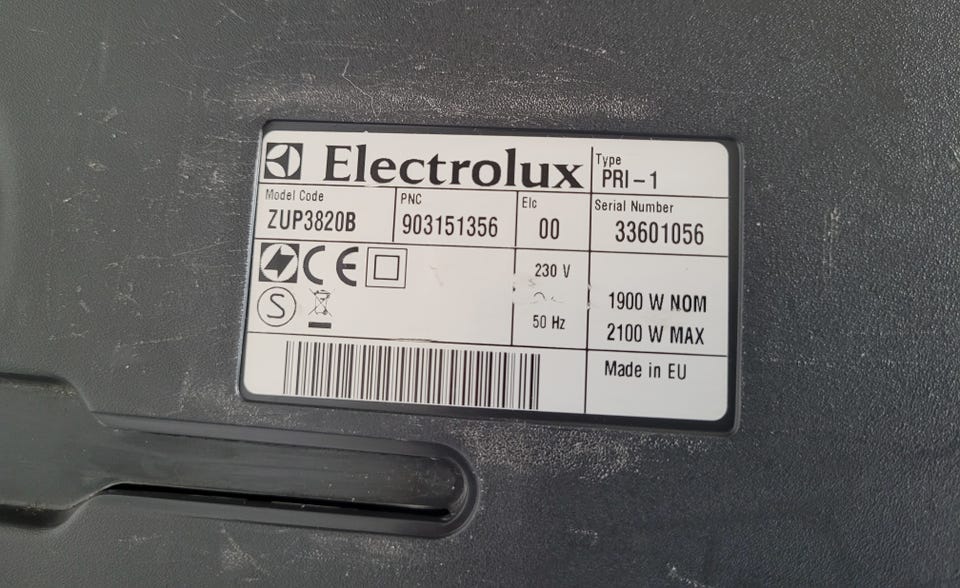 Electrolux
Type
PRI-1
Model Code
ZUP3820B
PNC
903151356
Elc
00
Serial Number
33601056
CE
S
230 V
50 Hz
1900 W NOM
2100 W MAX
Made in EU